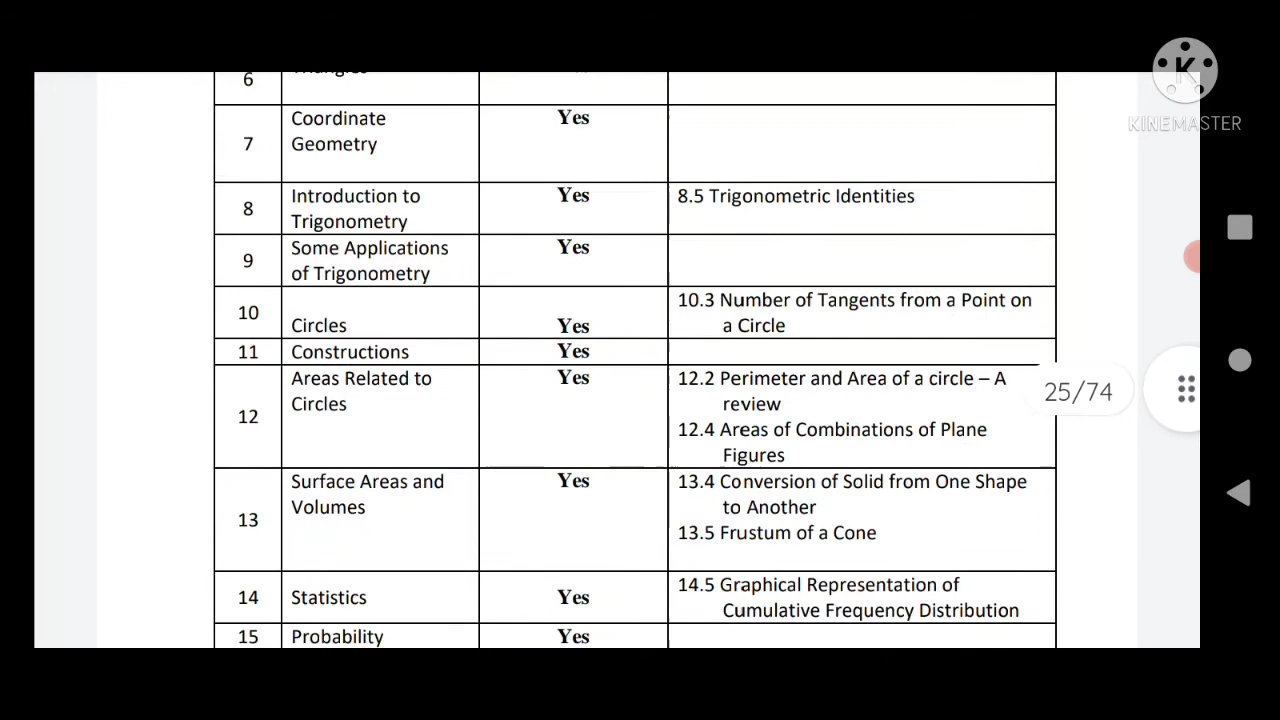 6
Triangles
7
Coordinate
Geometry
Yes
8
Introduction to
Trigonometry
Yes
8.5 Trigonometric Identities
9
Some Applications
of Trigonometry
Yes
10
Circles
Yes
10.3 Number of Tangents from a Point on
a Circle
11
Constructions
Yes
12
Areas Related to
Circles
Yes
12.2 Perimeter and Area of a circle – A
review
12.4 Areas of Combinations of Plane
Figures
13
Surface Areas and
Volumes
Yes
13.4 Conversion of Solid from One Shape
to Another
13.5 Frustum of a Cone
14
Statistics
Yes
14.5 Graphical Representation of
Cumulative Frequency Distribution
15
Probability
Yes
25/74
K
KINEMASTER